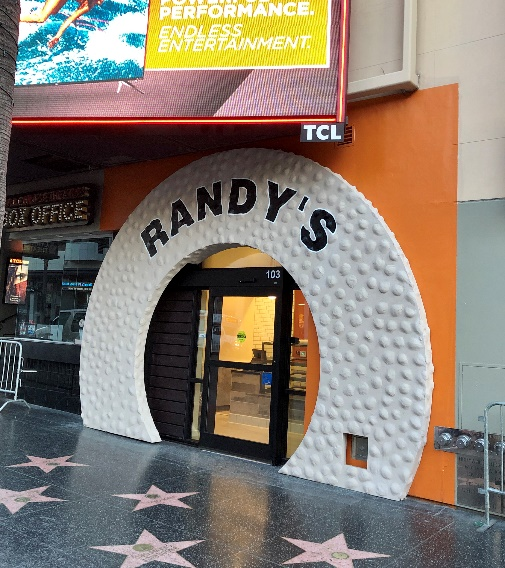 PERFORMANCE.
ENDLESS
ENTERTAINMENT.
TCL
BOX OFFICE
RANDY'S
103